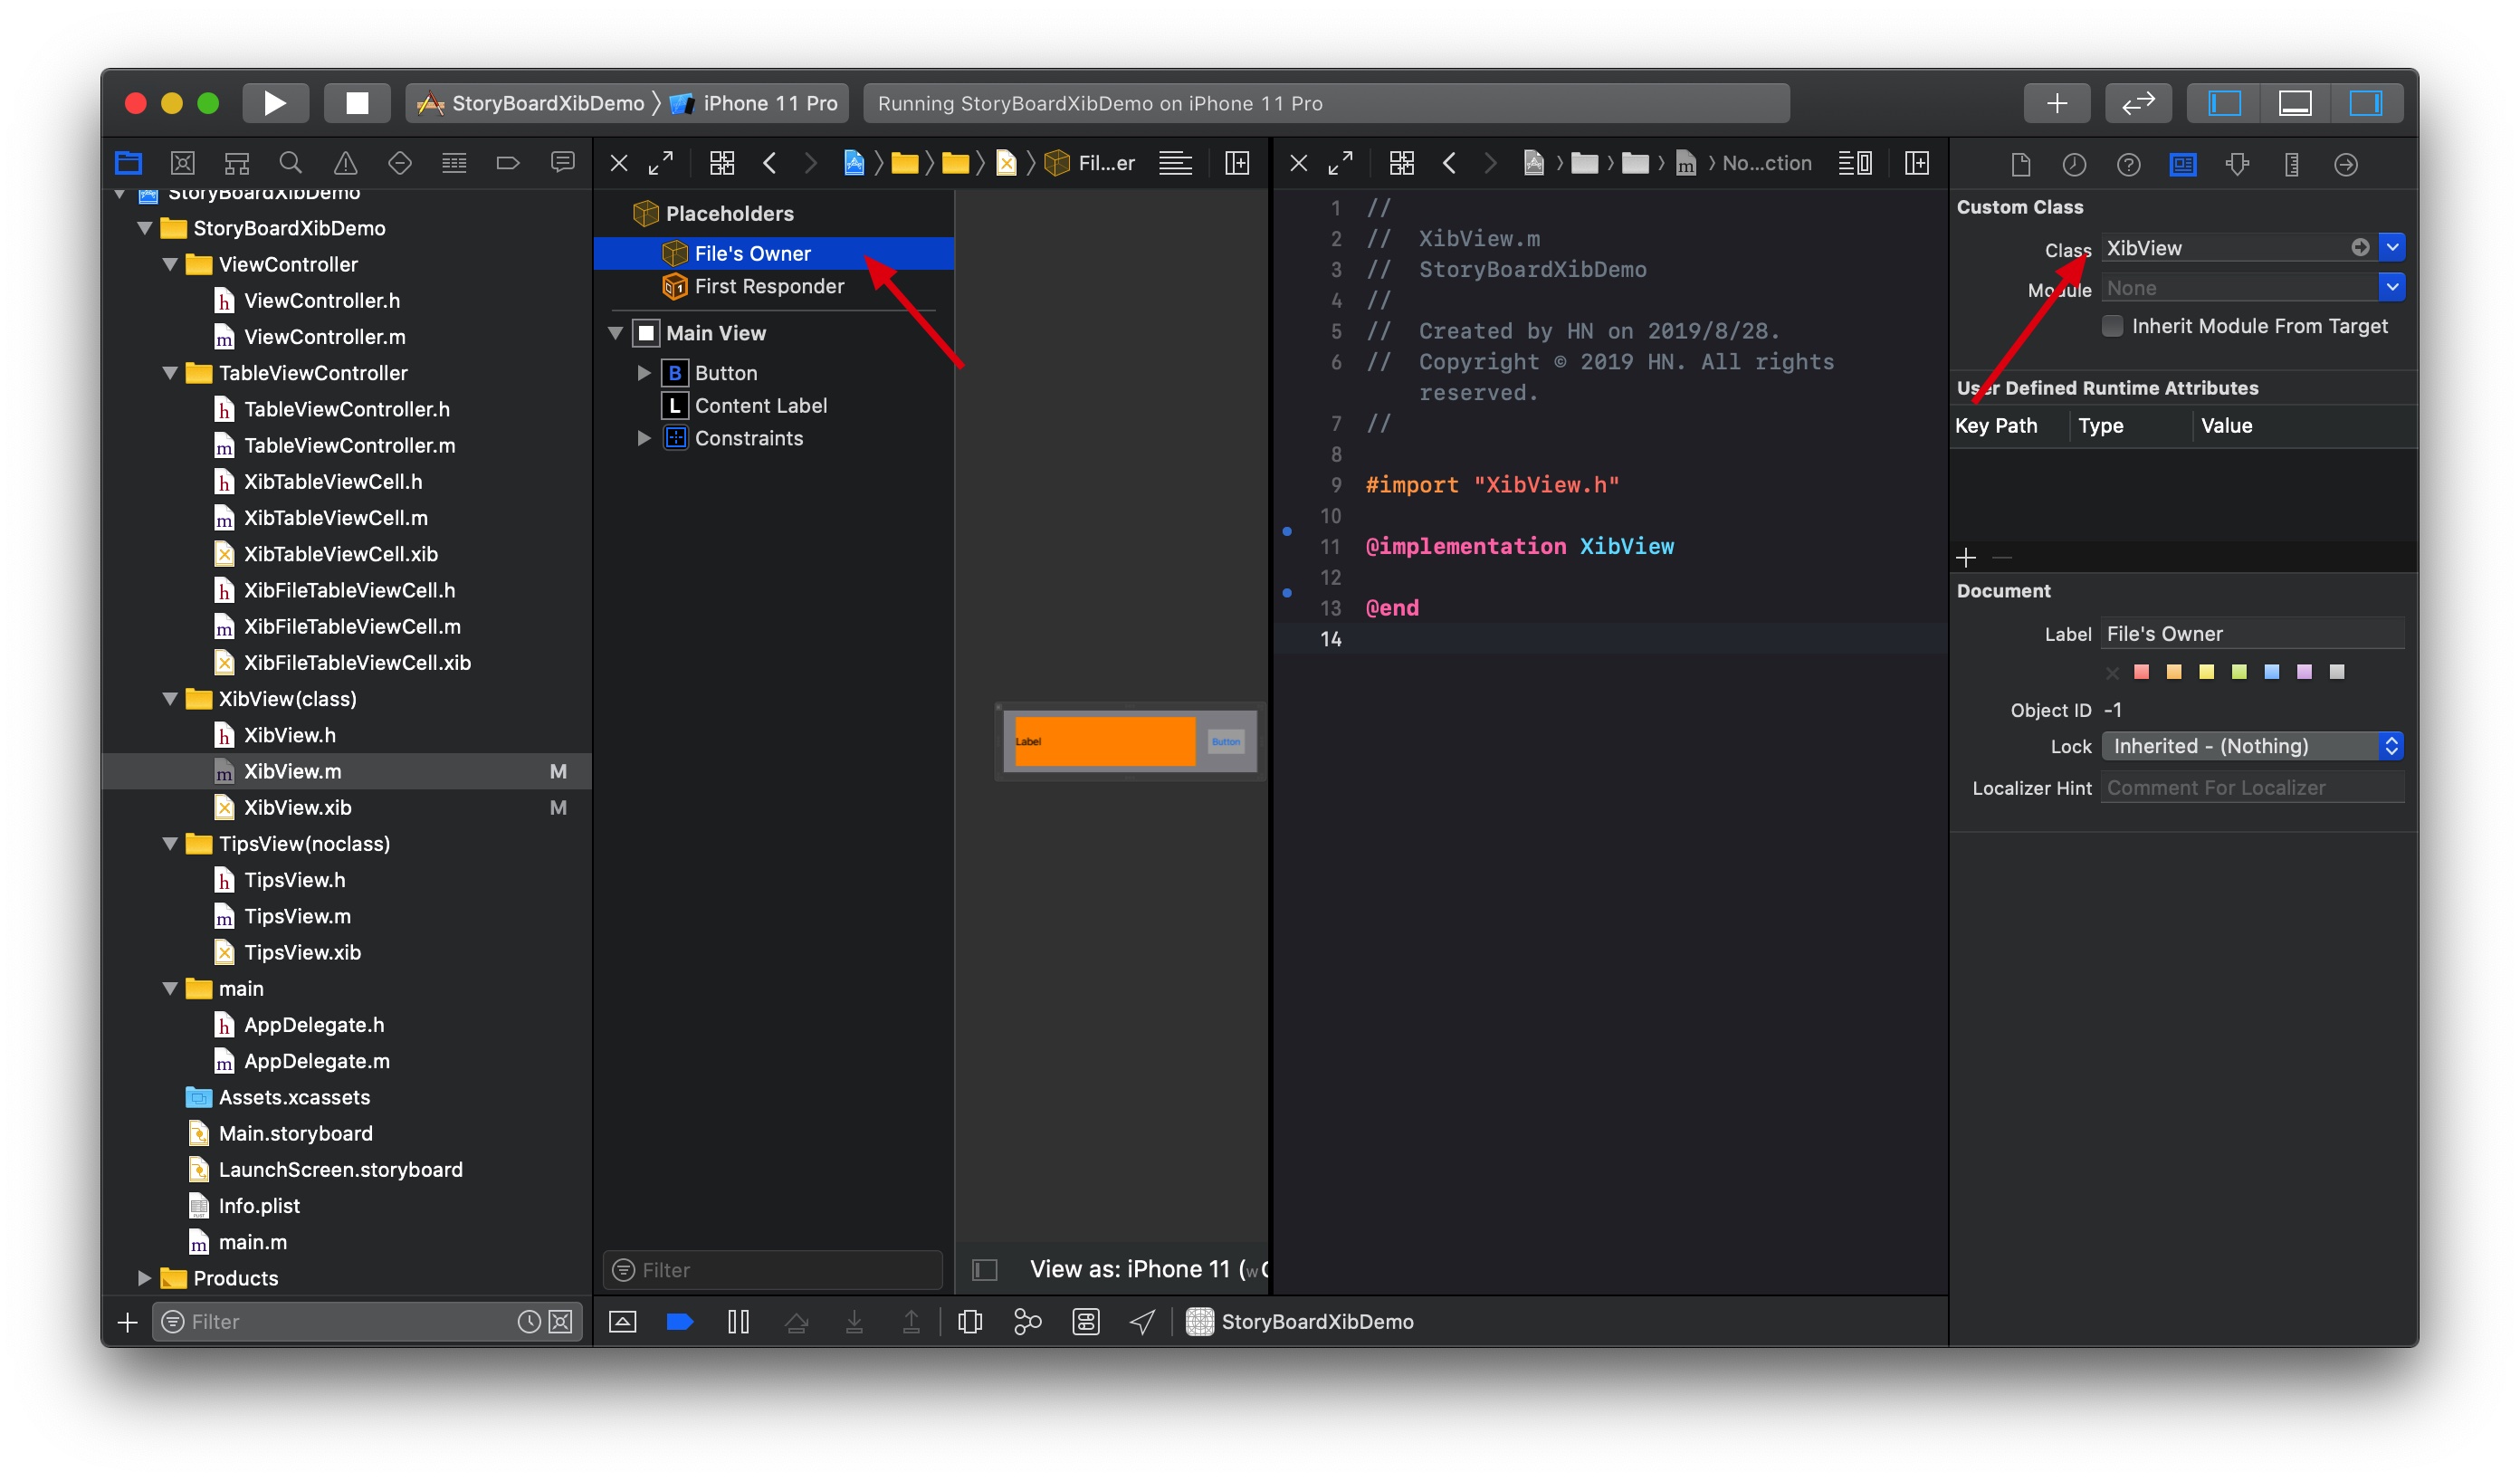 StoryBoardXibDemo 〉 iPhone 11 Pro
Running StoryBoardXibDemo on iPhone 11 Pro
Fil...er
No...ction
StoryBoardXibDemo
StoryBoardXibDemo
ViewController
h ViewController.h
m ViewController.m
TableViewController
h TableViewController.h
m TableViewController.m
h XibTableViewCell.h
m XibTableViewCell.m
XibTableViewCell.xib
h XibFileTableViewCell.h
m XibFileTableViewCell.m
XibFileTableViewCell.xib
XibView(class)
h XibView.h
m XibView.m M
XibView.xib M
TipsView(noclass)
h TipsView.h
m TipsView.m
TipsView.xib
main
h AppDelegate.h
m AppDelegate.m
Assets.xcassets
Main.storyboard
LaunchScreen.storyboard
Info.plist
m main.m
Products
Filter
Placeholders
File's Owner
First Responder
Main View
B Button
L Content Label
Constraints
Filter
Label
Button
View as: iPhone 11 (wC
1 //
2 // XibView.m
3 // StoryBoardXibDemo
4 //
5 // Created by HN on 2019/8/28.
6 // Copyright © 2019 HN. All rights
reserved.
7 //
8
9 #import "XibView.h"
10
11 @implementation XibView
12
13 @end
14
StoryBoardXibDemo
Custom Class
Class XibView
Module None
Inherit Module From Target
User Defined Runtime Attributes
Key Path Type Value
Document
Label File's Owner
Object ID -1
Lock Inherited - (Nothing)
Localizer Hint Comment For Localizer